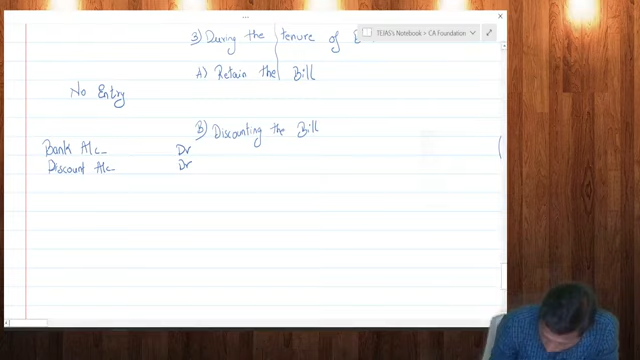 3) During the tenure of
TEJAS's Notebook > CA Foundation
A) Retain the Bill
No Entry
B) Discounting the Bill
Bank A/c Dr
Discount A/c Dr